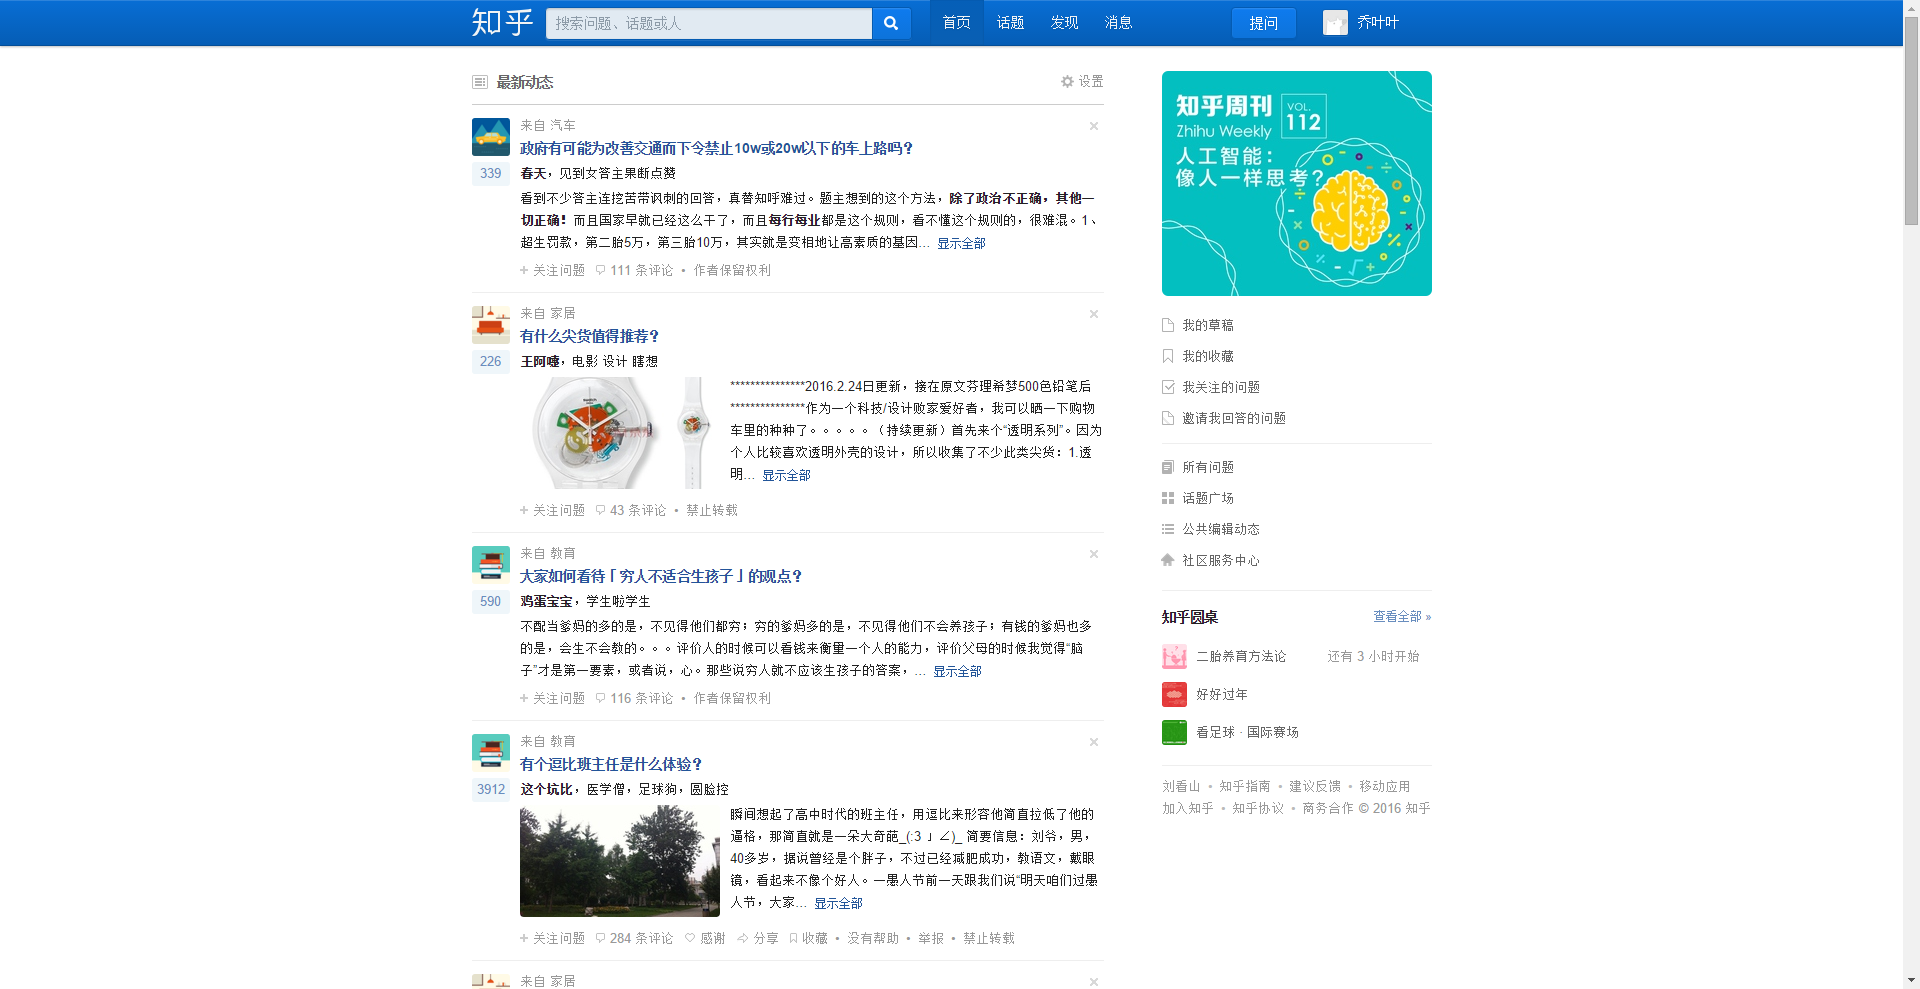 知乎
搜索问题、话题或人
首页
话题
发现
消息
提问
乔叶叶
最新动态
设置
来自 汽车
政府有可能为改善交通而下令禁止10w或20w以下的车上路吗？
339
春天，见到女答主果断点赞
看到不少答主连挖苦带讽刺的回答，真替知呼难过。题主想到的这个方法，除了政治不正确，其他一
切正确！而且国家早就已经这么干了，而且每行每业都是这个规则，看不懂这个规则的，很难混。1、
超生罚款，第二胎5万，第三胎10万，其实就是变相地让高素质的基因... 显示全部
关注问题 111 条评论 • 作者保留权利
来自 家居
有什么尖货值得推荐？
226
王阿嚏，电影 设计 瞎想
***************2016.2.24日更新，接在原文芬理希梦500色铅笔后
***************作为一个科技/设计败家爱好者，我可以晒一下购物
车里的种种了。。。。。（持续更新）首先来个“透明系列”。因为
个人比较喜欢透明外壳的设计，所以收集了不少此类尖货：1.透
明... 显示全部
关注问题 43 条评论 • 禁止转载
来自 教育
大家如何看待「穷人不适合生孩子」的观点？
590
鸡蛋宝宝，学生啦学生
不配当爹妈的多的是，不见得他们都穷；穷的爹妈多的是，不见得他们不会养孩子；有钱的爹妈也多
的是，会生不会教的。。。评价人的时候可以看钱来衡量一个人的能力，评价父母的时候我觉得“脑
子”才是第一要素，或者说，心。那些说穷人就不应该生孩子的答案，... 显示全部
关注问题 116 条评论 • 作者保留权利
来自 教育
有个逗比班主任是什么体验？
3912
这个坑比，医学僧，足球狗，圆脸控
瞬间想起了高中时代的班主任，用逗比来形容他简直拉低了他的
逼格，那简直就是一朵大奇葩_(:3 」∠)_ 简要信息：刘爷，男，
40多岁，据说曾经是个胖子，不过已经减肥成功，教语文，戴眼
镜，看起来不像个好人。一愚人节前一天跟我们说“明天咱们过愚
人节，大家... 显示全部
关注问题 284 条评论 感谢 分享 收藏 • 没有帮助 • 举报 • 禁止转载
来自 家居
知乎周刊 VOL. 112
Zhihu Weekly
人工智能：
像人一样思考？
我的草稿
我的收藏
我关注的问题
邀请我回答的问题
所有问题
话题广场
公共编辑动态
社区服务中心
知乎圆桌 查看全部 »
二胎养育方法论 还有 3 小时开始
好好过年
看足球 · 国际赛场
刘看山 • 知乎指南 • 建议反馈 • 移动应用
加入知乎 • 知乎协议 • 商务合作 © 2016 知乎